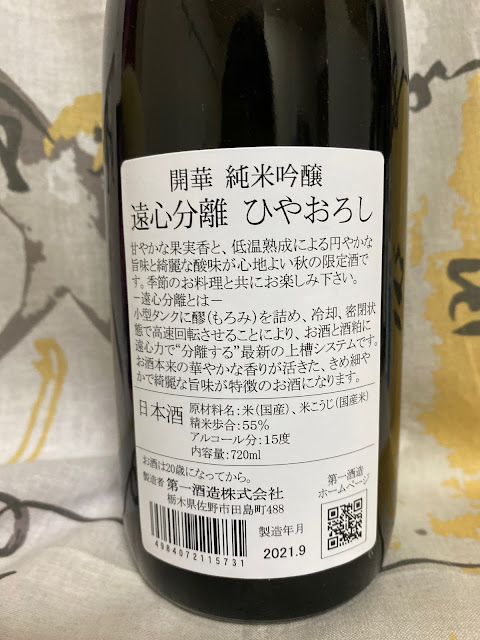 開華 純米吟醸
遠心分離 ひやおろし
甘やかな果実香と、低温熟成による円やかな
旨味と綺麗な酸味が心地よい秋の限定酒で
す。季節のお料理と共にお楽しみ下さい。
－遠心分離とは－
小型タンクに醪(もろみ)を詰め、冷却、密閉状
態で高速回転させることにより、お酒と酒粕に
遠心力で“分離する”最新の上槽システムです。
お酒本来の華やかな香りが活きた、きめ細や
かで綺麗な旨味が特徴のお酒になります。
日本酒
原材料名:米(国産)、米こうじ(国産米)
精米歩合:55%
アルコール分:15度
内容量:720ml
お酒は20歳になってから。
製造者 第一酒造株式会社
栃木県佐野市田島町488
第一酒造
ホームページ
4984072115731
製造年月
2021.9